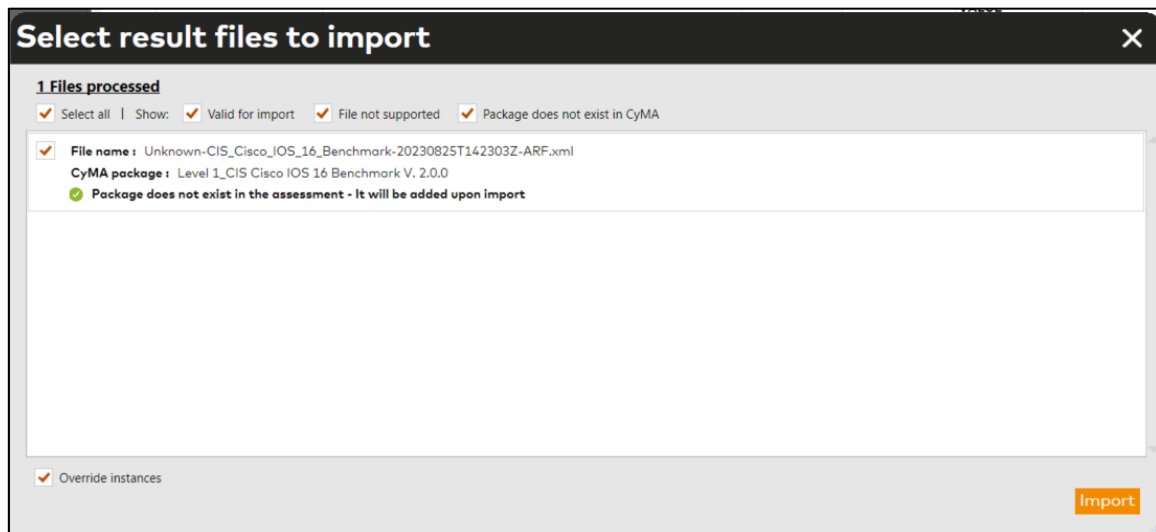 VALUE
Select result files to import
1 Files processed
Select all | Show: Valid for import File not supported Package does not exist in CyMA
File name : Unknown-CIS_Cisco_IOS_16_Benchmark-20230825T142303Z-ARF.xml
CyMA package : Level 1_CIS Cisco IOS 16 Benchmark V. 2.0.0
Package does not exist in the assessment - It will be added upon import
Override instances
Import